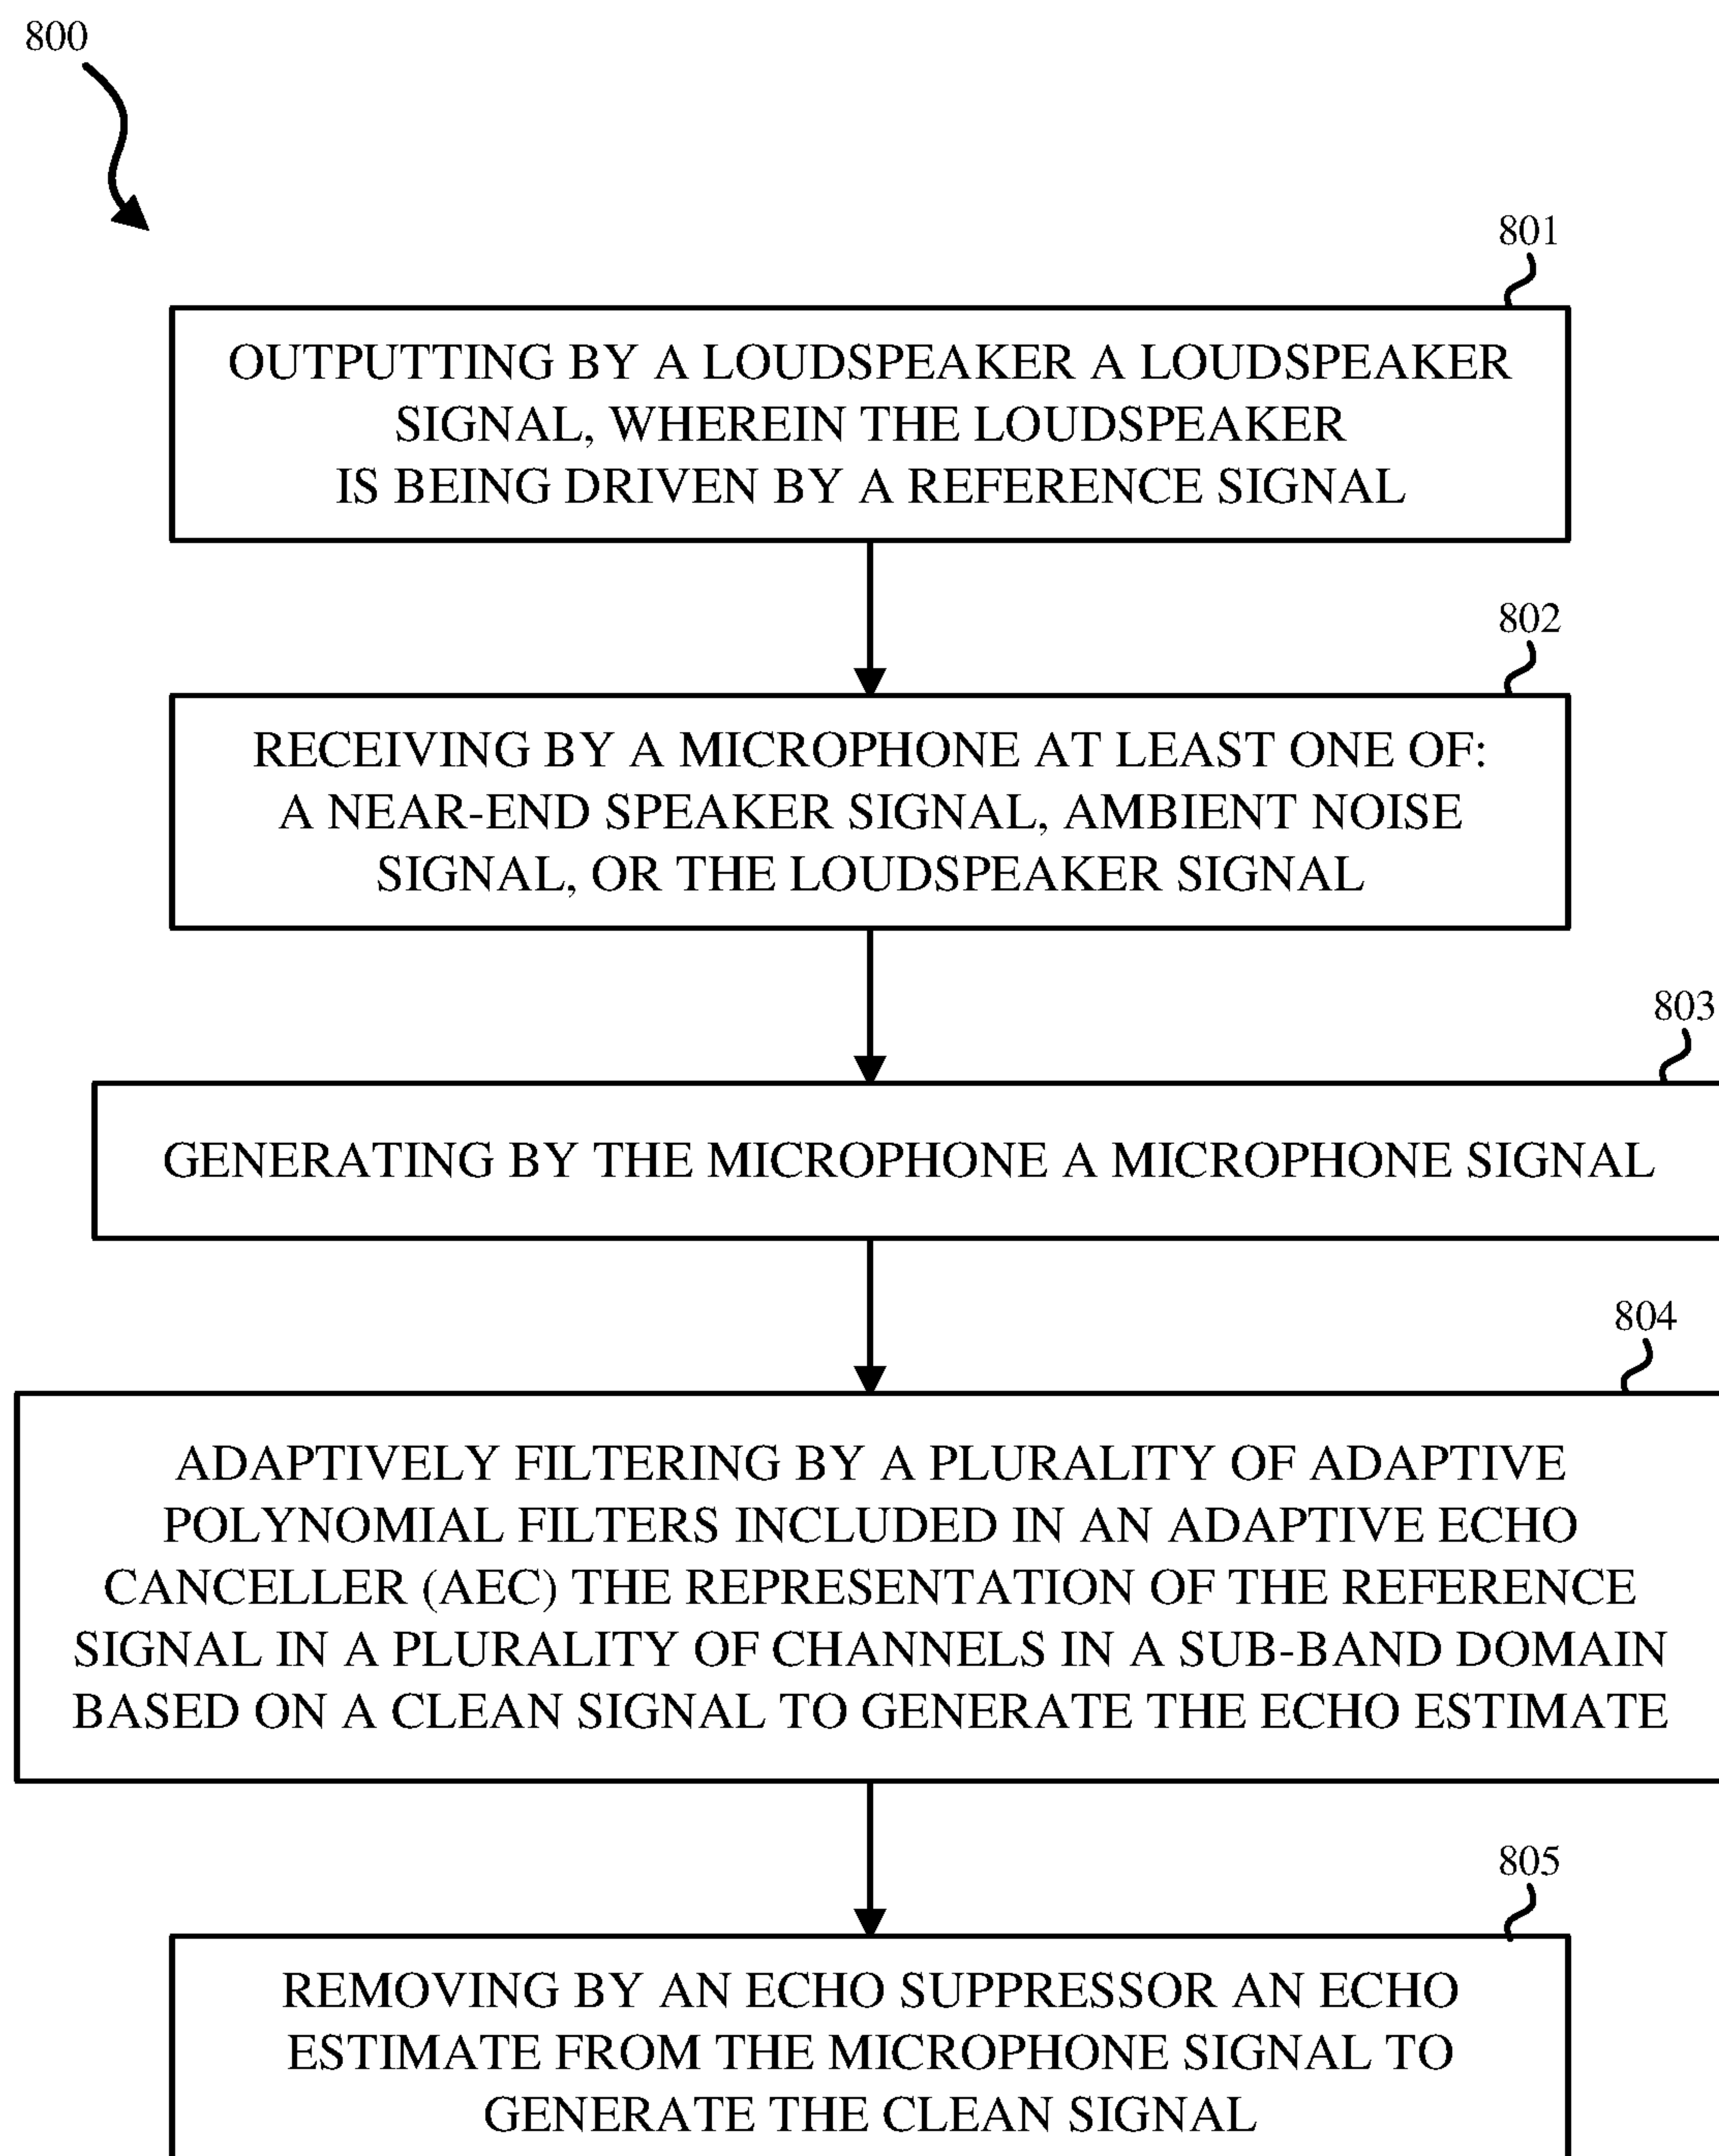 800
801
OUTPUTTING BY A LOUDSPEAKER A LOUDSPEAKER
SIGNAL, WHEREIN THE LOUDSPEAKER
IS BEING DRIVEN BY A REFERENCE SIGNAL
802
RECEIVING BY A MICROPHONE AT LEAST ONE OF:
A NEAR-END SPEAKER SIGNAL, AMBIENT NOISE
SIGNAL, OR THE LOUDSPEAKER SIGNAL
803
GENERATING BY THE MICROPHONE A MICROPHONE SIGNAL
804
ADAPTIVELY FILTERING BY A PLURALITY OF ADAPTIVE
POLYNOMIAL FILTERS INCLUDED IN AN ADAPTIVE ECHO
CANCELLER (AEC) THE REPRESENTATION OF THE REFERENCE
SIGNAL IN A PLURALITY OF CHANNELS IN A SUB-BAND DOMAIN
BASED ON A CLEAN SIGNAL TO GENERATE THE ECHO ESTIMATE
805
REMOVING BY AN ECHO SUPPRESSOR AN ECHO
ESTIMATE FROM THE MICROPHONE SIGNAL TO
GENERATE THE CLEAN SIGNAL